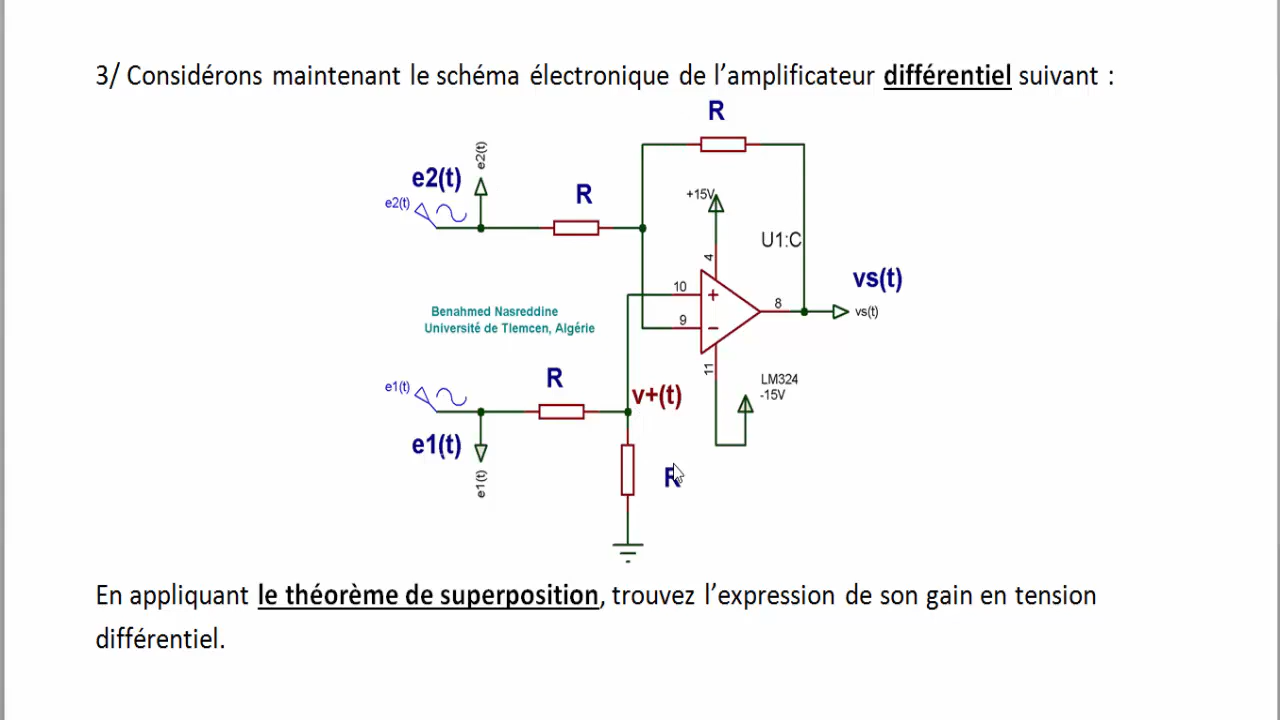 3/ Considérons maintenant le schéma électronique de l’amplificateur différentiel suivant :
R
e2(t)
e2(t)
e2(t)
R
+15V
4
U1:C
10
+
9
−
8
vs(t)
vs(t)
Benahmed Nasreddine
Université de Tlemcen, Algérie
11
LM324
-15V
e1(t)
R
v+(t)
e1(t)
e1(t)
R
En appliquant le théorème de superposition, trouvez l’expression de son gain en tension
différentiel.